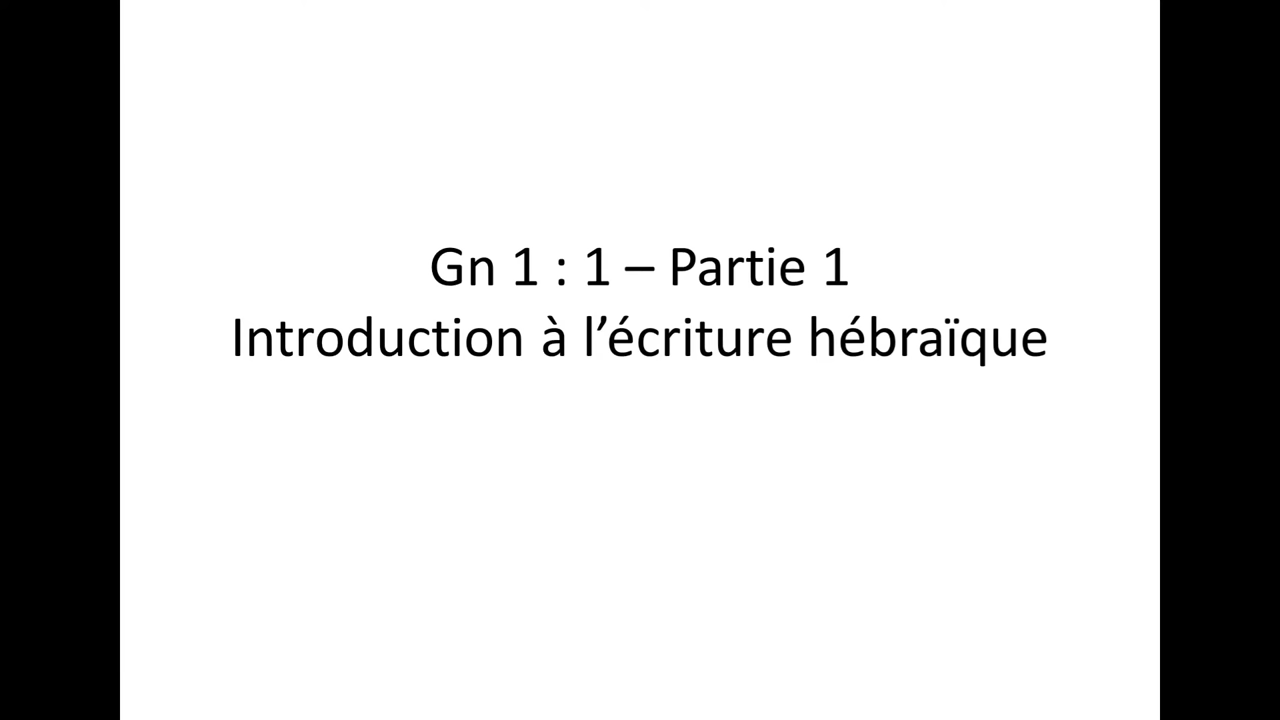 Gn 1 : 1 – Partie 1
Introduction à l’écriture hébraïque